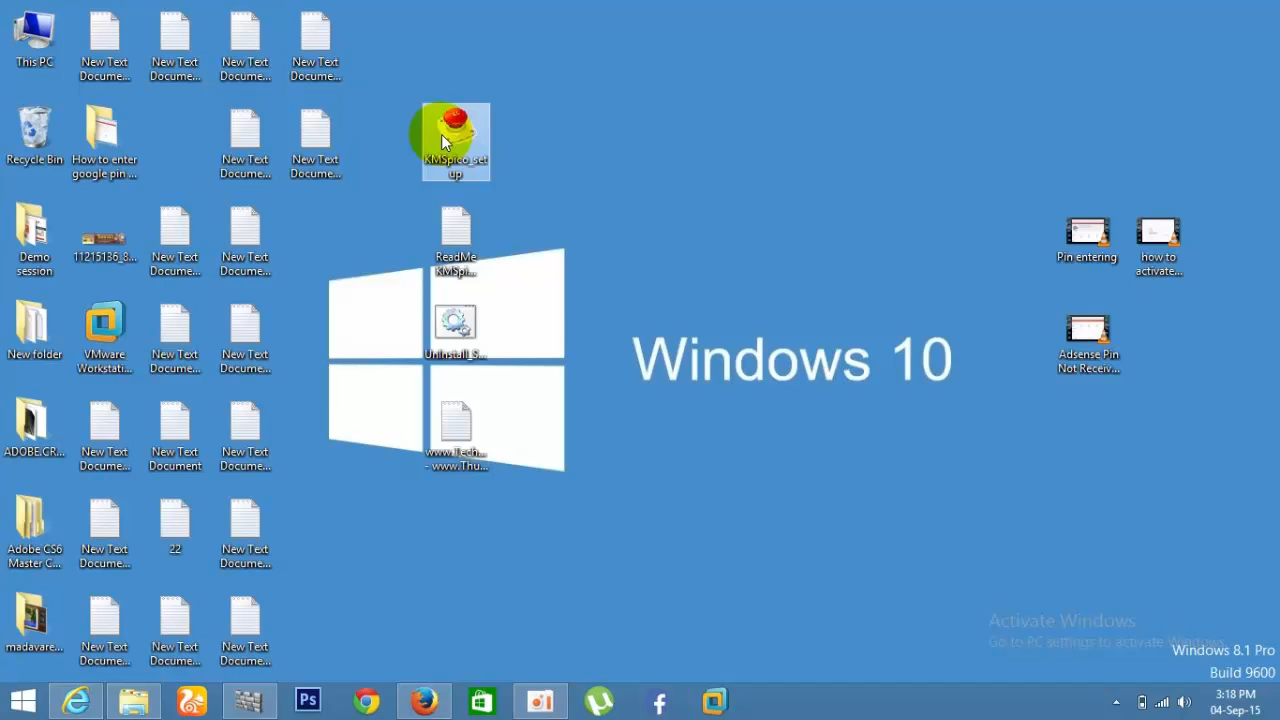 This PC
New Text
Docume...
New Text
Docume...
New Text
Docume...
New Text
Docume...
Recycle Bin
How to enter
google pin ...
New Text
Docume...
New Text
Docume...
KMSpico_set
up
Demo
session
11215136_8...
New Text
Docume...
New Text
Docume...
ReadMe
KMSpi...
Pin entering
how to
activate...
New folder
VMware
Workstati...
New Text
Docume...
New Text
Docume...
Uninstall_S...
Windows 10
Adsense Pin
Not Receiv...
ADOBE.CR...
New Text
Docume...
New Text
Document
New Text
Docume...
www.Tech...
- www.Thu...
Adobe CS6
Master C...
New Text
Docume...
22
New Text
Docume...
madavare...
New Text
Docume...
New Text
Docume...
New Text
Docume...
Activate Windows
Go to PC settings to activate Windows.
Windows 8.1 Pro
Build 9600
Ps
3:18 PM
04-Sep-15